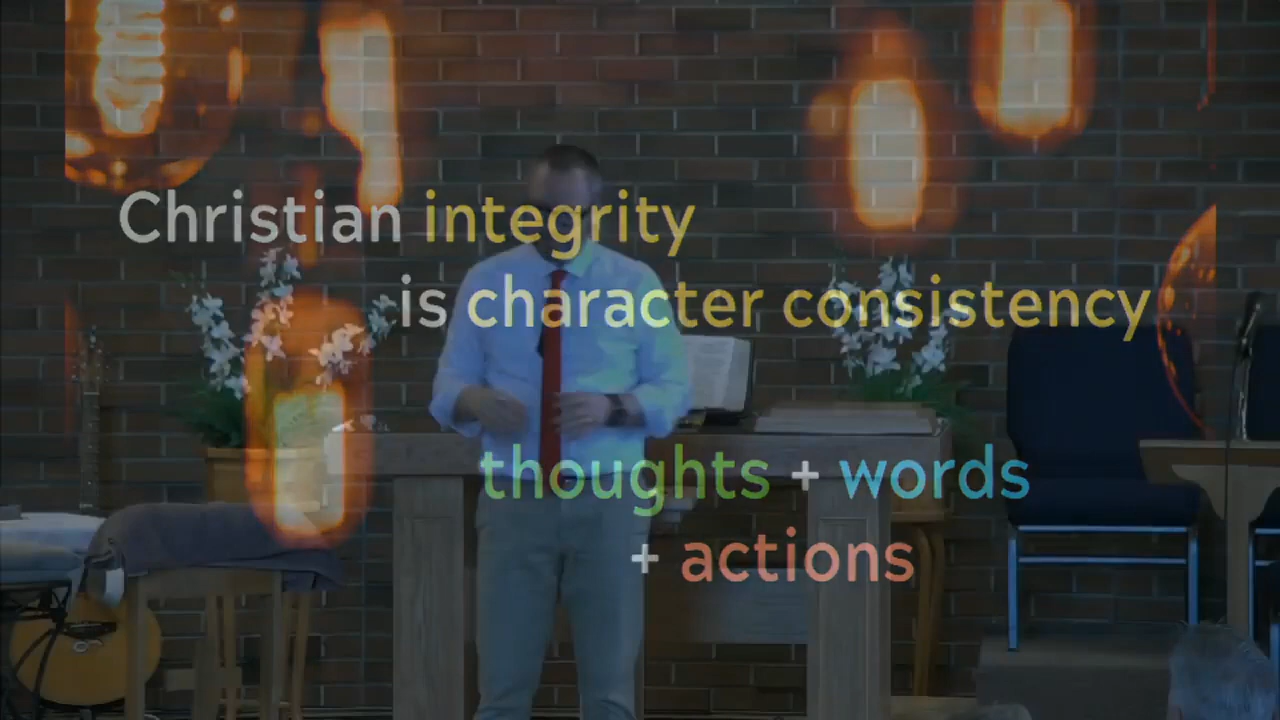 Christian integrity
is character consistency
thoughts + words
+ actions